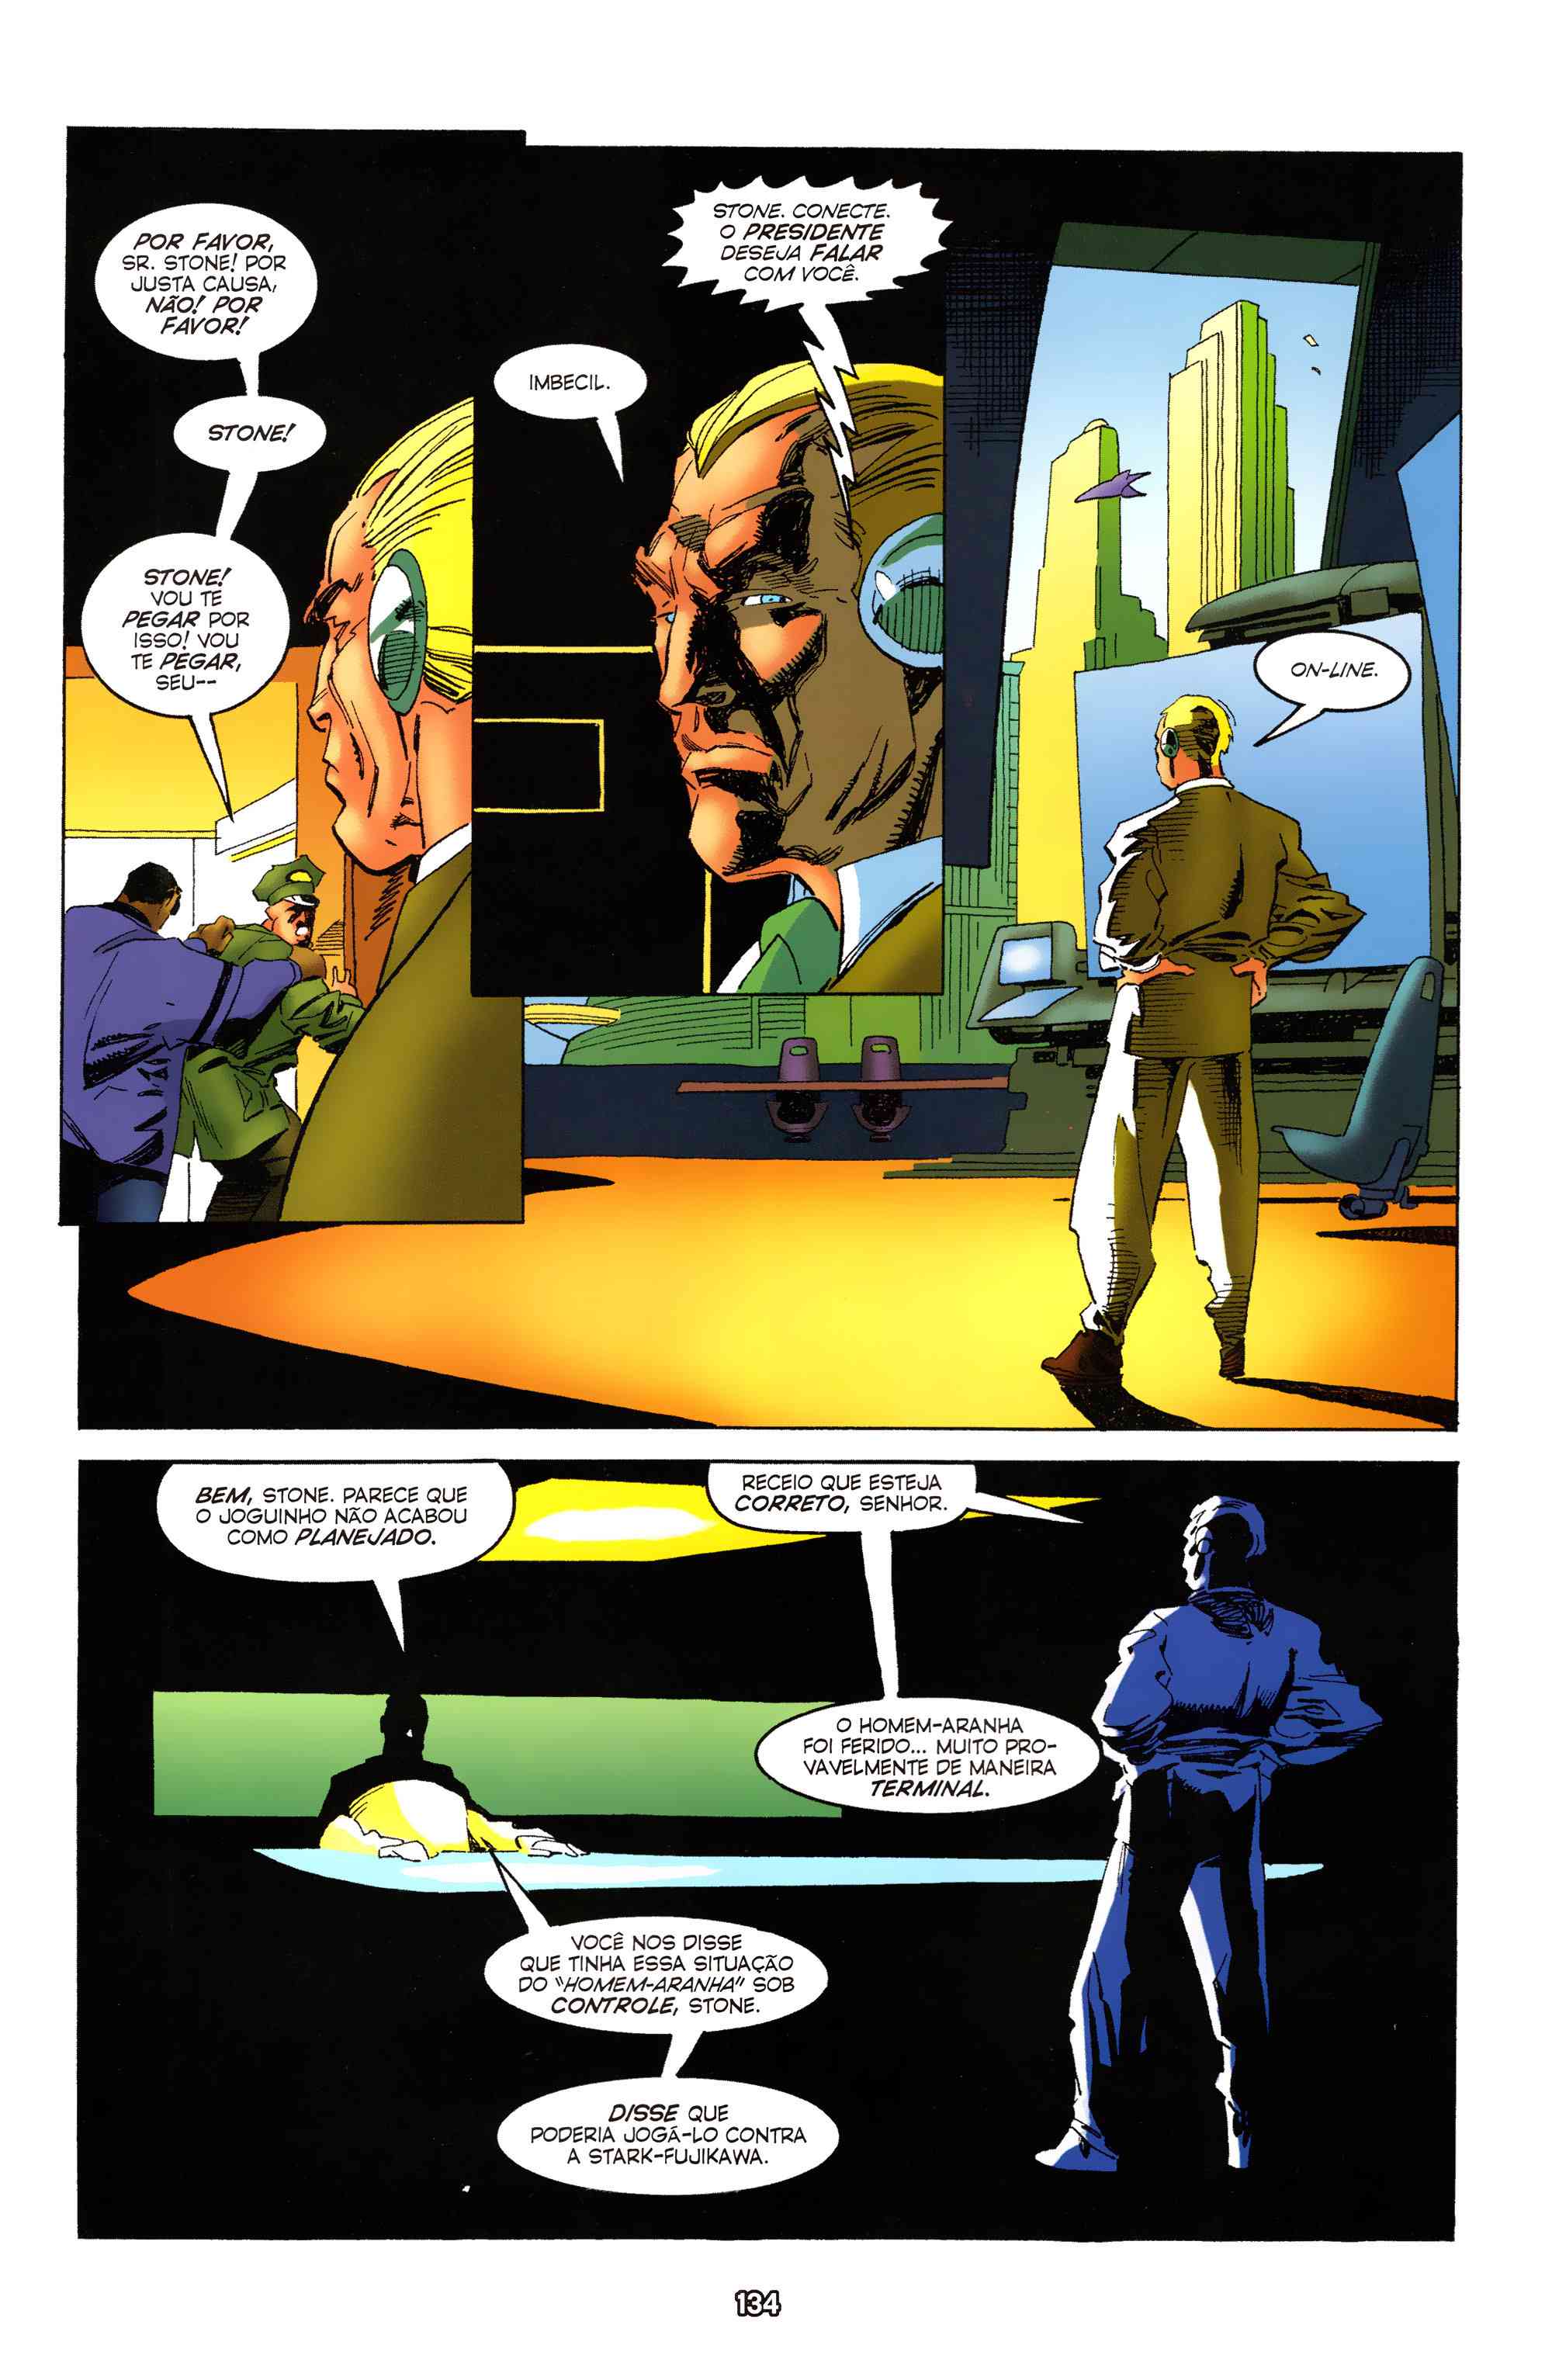 POR FAVOR,
SR. STONE! POR
JUSTA CAUSA,
NÃO! POR
FAVOR!
STONE!
STONE!
VOU TE
PEGAR POR
ISSO! VOU
TE PEGAR,
SEU--
IMBECIL.
STONE. CONECTE.
O PRESIDENTE
DESEJA FALAR
COM VOCÊ.
ON-LINE.
BEM, STONE. PARECE QUE
O JOGUINHO NÃO ACABOU
COMO PLANEJADO.
RECEIO QUE ESTEJA
CORRETO, SENHOR.
O HOMEM-ARANHA
FOI FERIDO... MUITO PRO-
VAVELMENTE DE MANEIRA
TERMINAL.
VOCÊ NOS DISSE
QUE TINHA ESSA SITUAÇÃO
DO "HOMEM-ARANHA" SOB
CONTROLE, STONE.
DISSE QUE
PODERIA JOGÁ-LO CONTRA
A STARK-FUJIKAWA.
134